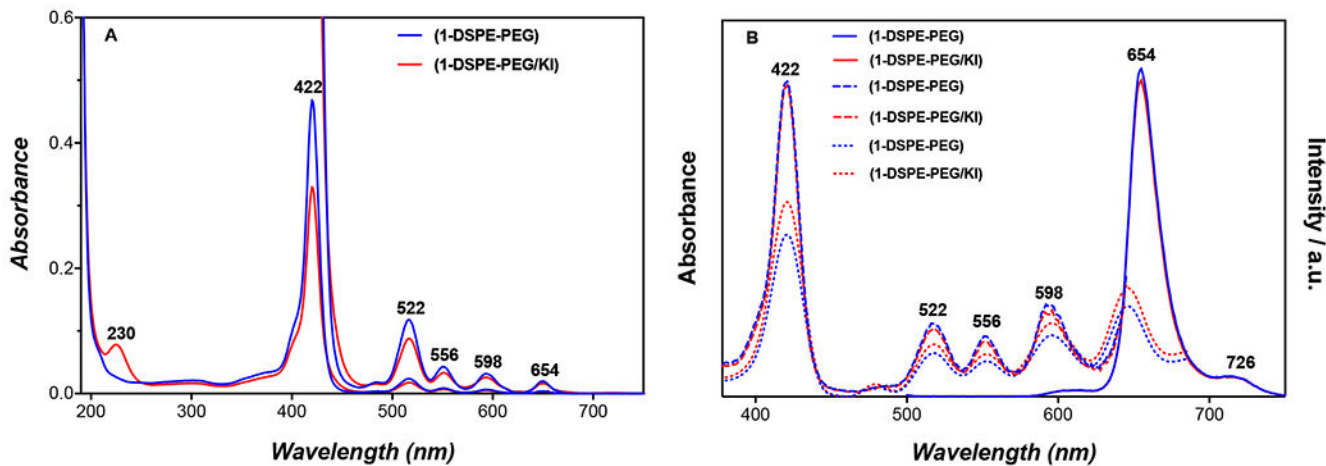 A
(1-DSPE-PEG)
(1-DSPE-PEG/KI)
0.6
0.4
0.2
0.0
Absorbance
422
230
522
556
598
654
200
300
400
500
600
700
Wavelength (nm)
B
(1-DSPE-PEG)
(1-DSPE-PEG/KI)
(1-DSPE-PEG)
(1-DSPE-PEG/KI)
(1-DSPE-PEG)
(1-DSPE-PEG/KI)
Absorbance
422
522
556
598
654
726
400
500
600
700
Wavelength (nm)
Intensity / a.u.